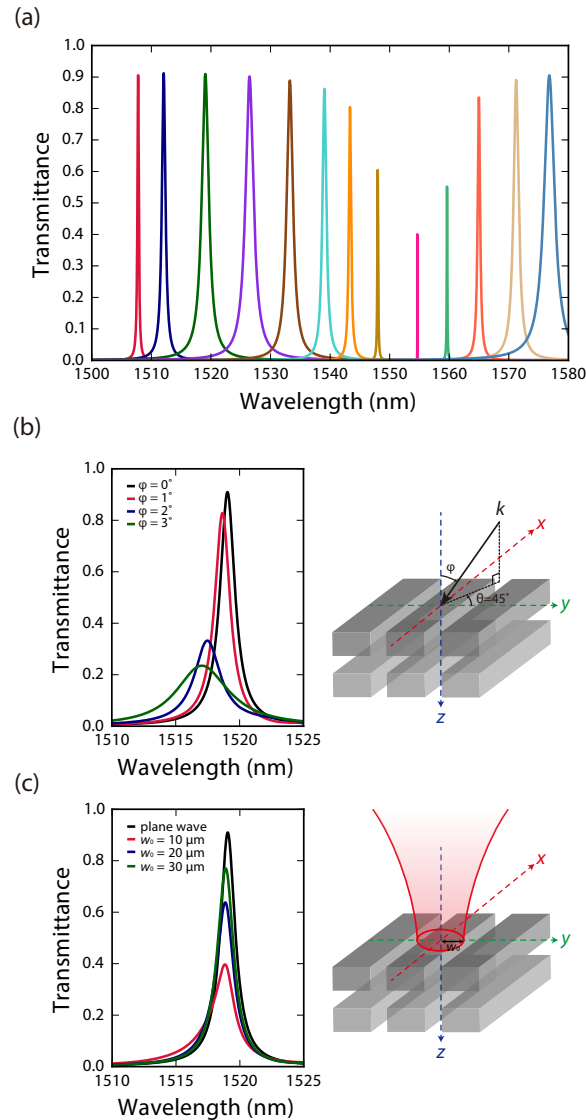 (a)
1.0
0.9
0.8
0.7
0.6
0.5
0.4
0.3
0.2
0.1
0.0
Transmittance
1500 1510 1520 1530 1540 1550 1560 1570 1580
Wavelength (nm)
(b)
1.0
0.8
0.6
0.4
0.2
0.0
Transmittance
φ = 0°
φ = 1°
φ = 2°
φ = 3°
1510 1515 1520 1525
Wavelength (nm)
k
x
φ
θ=45°
y
z
(c)
1.0
0.8
0.6
0.4
0.2
0.0
Transmittance
plane wave
w₀ = 10 μm
w₀ = 20 μm
w₀ = 30 μm
1510 1515 1520 1525
Wavelength (nm)
x
y
w₀
z